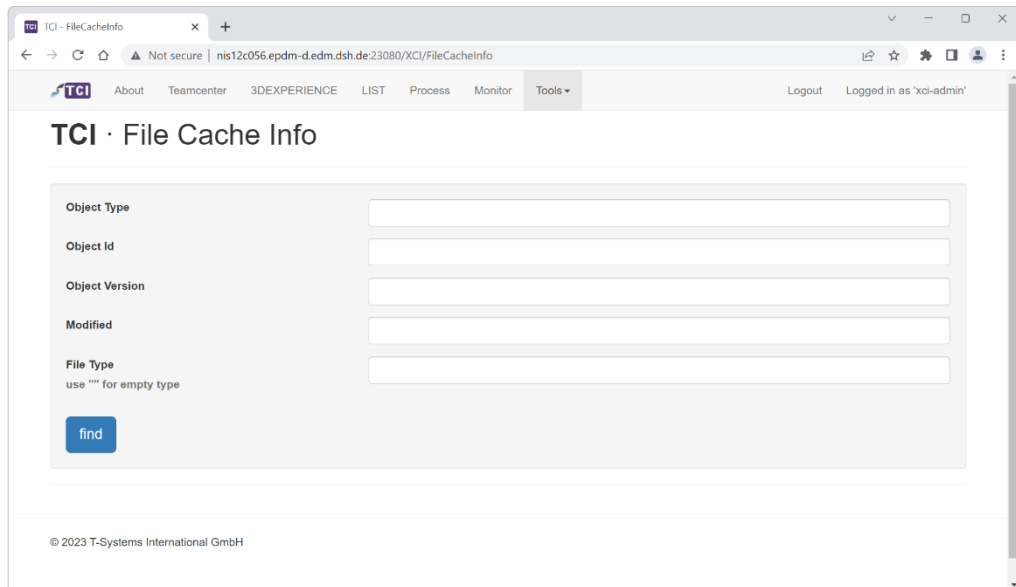 TCI TCI - FileCacheInfo
Not secure | nis12c056.epdm-d.edm.dsh.de:23080/XCI/FileCacheInfo
TCI About Teamcenter 3DEXPERIENCE LIST Process Monitor Tools Logout Logged in as 'xci-admin'
TCI · File Cache Info
Object Type
Object Id
Object Version
Modified
File Type
use "" for empty type
find
© 2023 T-Systems International GmbH